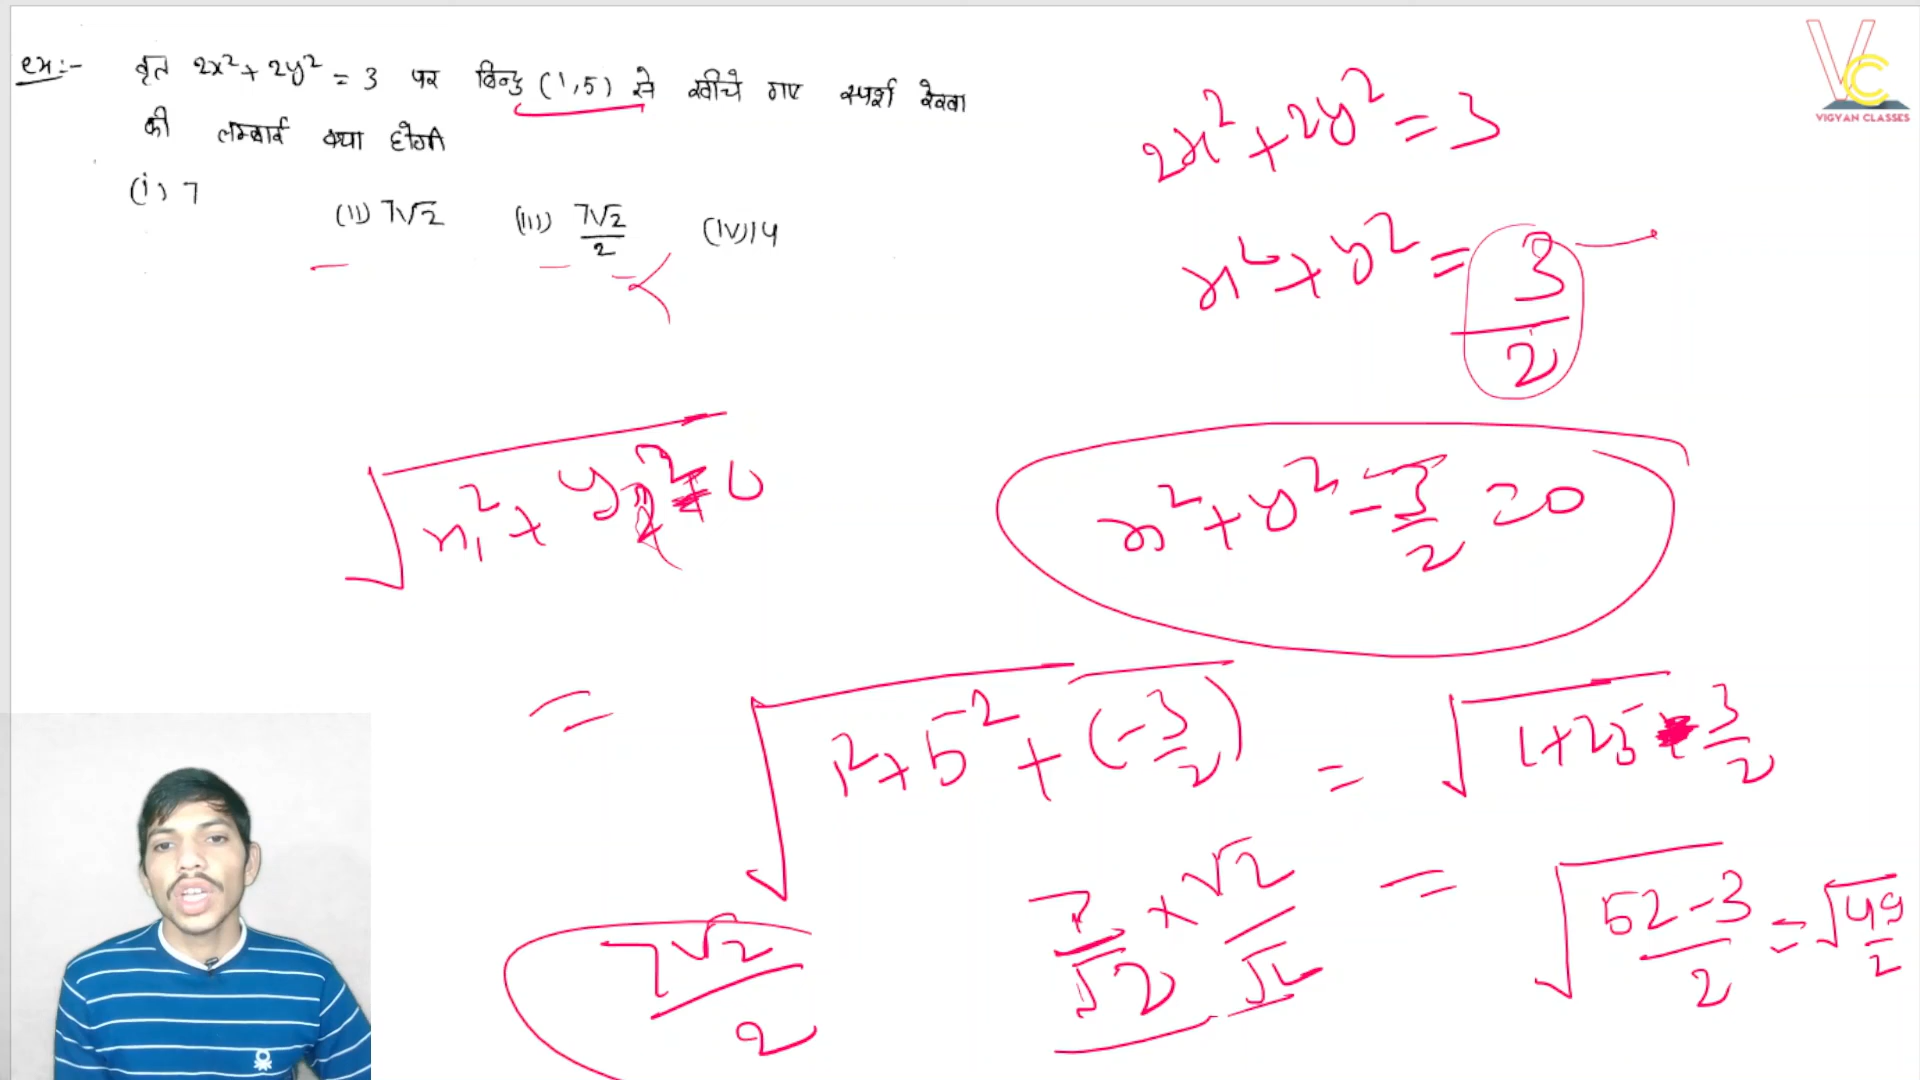 ex:- वृत 2x²+2y² = 3 पर बिन्दु (1,5) से खीचे गए स्पर्श रेखा
की लम्बाई क्या होगी
(i) 7 (ii) 7√2 (iii) 7√2/2 (iv) 14
VC
VIGYAN CLASSES
2x²+2y² = 3
x²+y² = 3/2
x²+y²-3/2 = 0
= √(1²+5²+(-3/2)) = √(1+25-3/2)
= √((52-3)/2) = √(49/2)
7/√2 × √2/√2
7√2/2